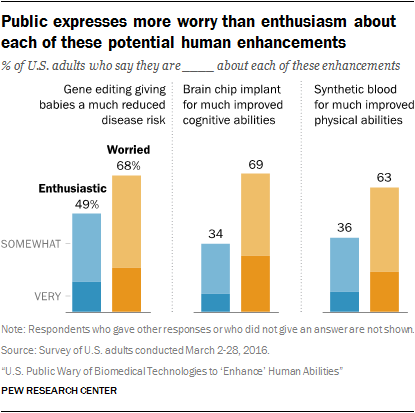 Public expresses more worry than enthusiasm about
each of these potential human enhancements
% of U.S. adults who say they are _____ about each of these enhancements
Gene editing giving
babies a much reduced
disease risk
Brain chip implant
for much improved
cognitive abilities
Synthetic blood
for much improved
physical abilities
Worried
68%
Enthusiastic
49%
34
69
36
63
SOMEWHAT
VERY
Note: Respondents who gave other responses or who did not give an answer are not shown.
Source: Survey of U.S. adults conducted March 2-28, 2016.
“U.S. Public Wary of Biomedical Technologies to ‘Enhance’ Human Abilities”
PEW RESEARCH CENTER